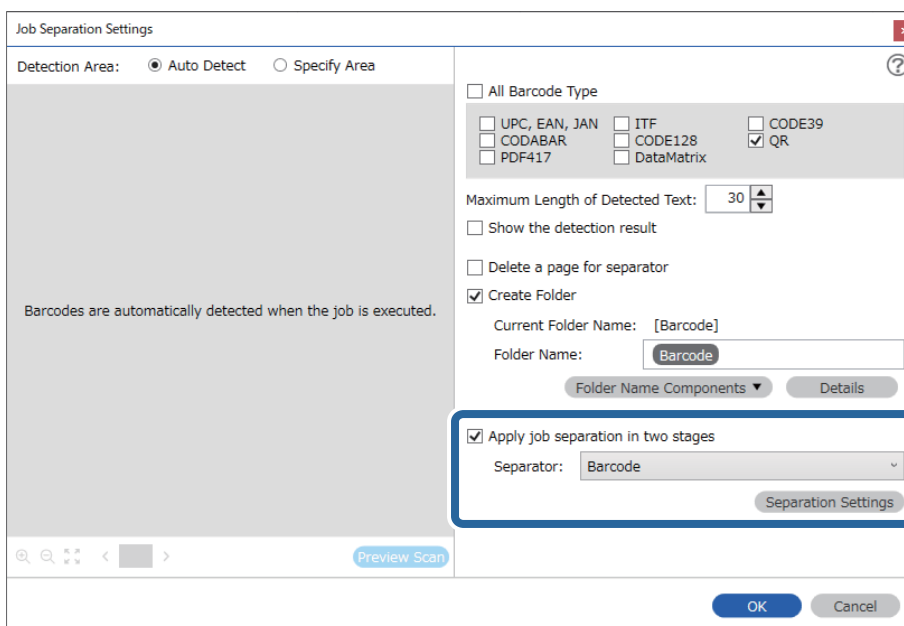 Job Separation Settings
Detection Area: Auto Detect Specify Area
Barcodes are automatically detected when the job is executed.
Preview Scan
All Barcode Type
UPC, EAN, JAN ITF CODE39
CODABAR CODE128 QR
PDF417 DataMatrix
Maximum Length of Detected Text: 30
Show the detection result
Delete a page for separator
Create Folder
Current Folder Name: [Barcode]
Folder Name: Barcode
Folder Name Components ▼ Details
Apply job separation in two stages
Separator: Barcode
Separation Settings
OK Cancel